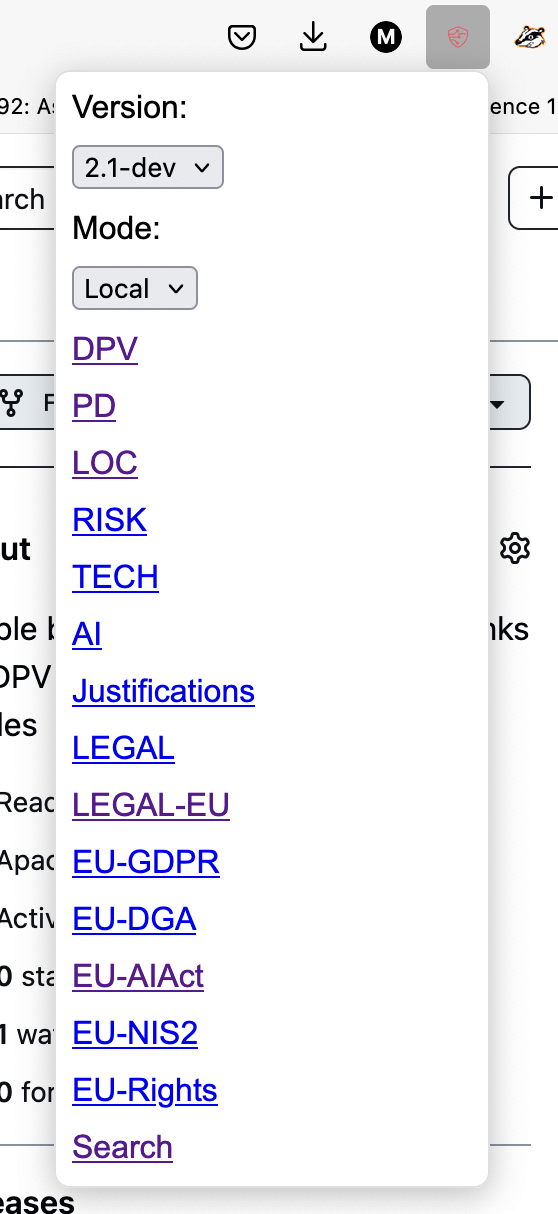 M
92: As
ence 1
Version:
arch
2.1-dev
+
Mode:
Local
DPV
F
PD
LOC
RISK
ut
TECH
ple b
nks
AI
DPV
Justifications
les
LEGAL
Read
LEGAL-EU
Apac
EU-GDPR
Activ
EU-DGA
0 sta
EU-AIAct
1 wa
EU-NIS2
0 for
EU-Rights
Search
eases